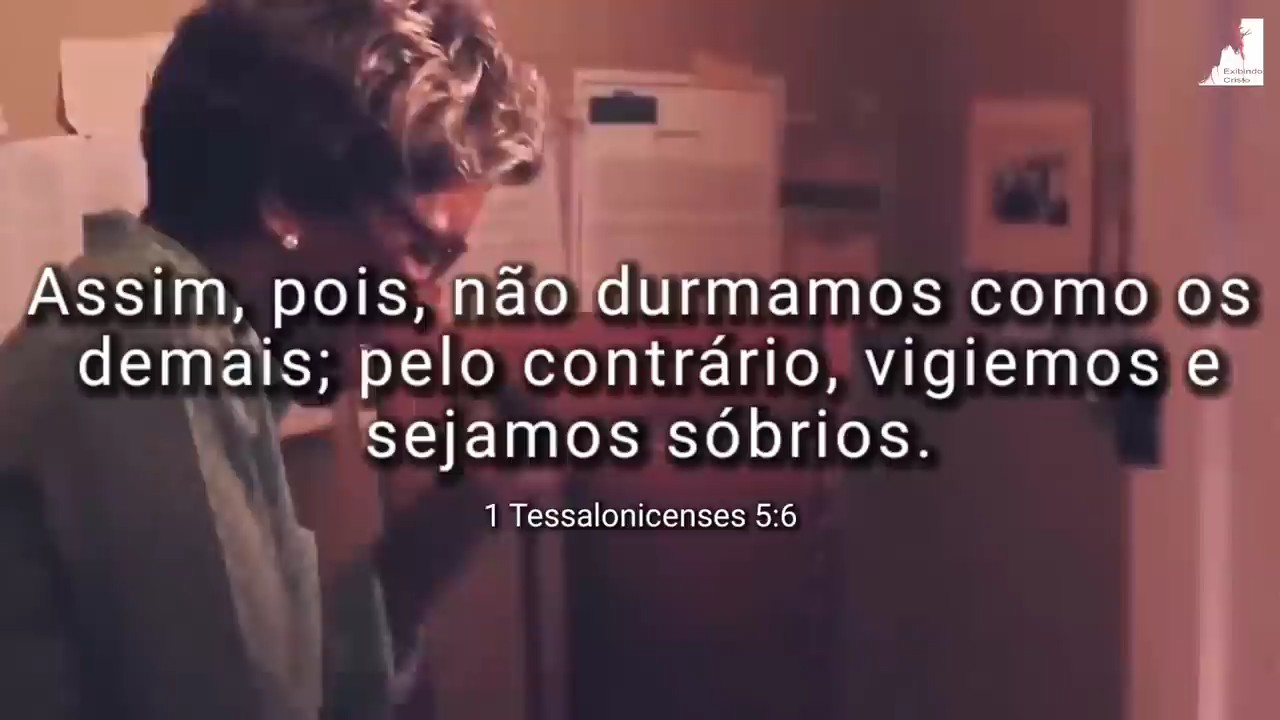 Exibindo
Cristo
Assim, pois, não durmamos como os
demais; pelo contrário, vigiemos e
sejamos sóbrios.
1 Tessalonicenses 5:6